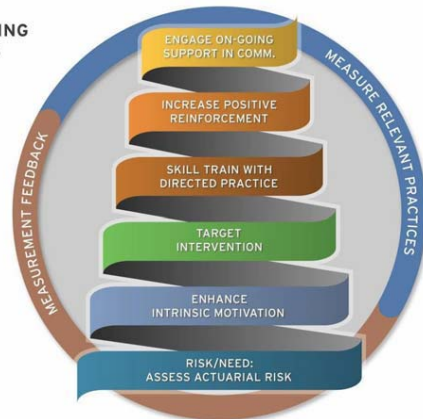 ING
ENGAGE ON-GOING
SUPPORT IN COMM.
INCREASE POSITIVE
REINFORCEMENT
SKILL TRAIN WITH
DIRECTED PRACTICE
TARGET
INTERVENTION
ENHANCE
INTRINSIC MOTIVATION
RISK/NEED:
ASSESS ACTUARIAL RISK
MEASUREMENT FEEDBACK
MEASURE RELEVANT PRACTICES